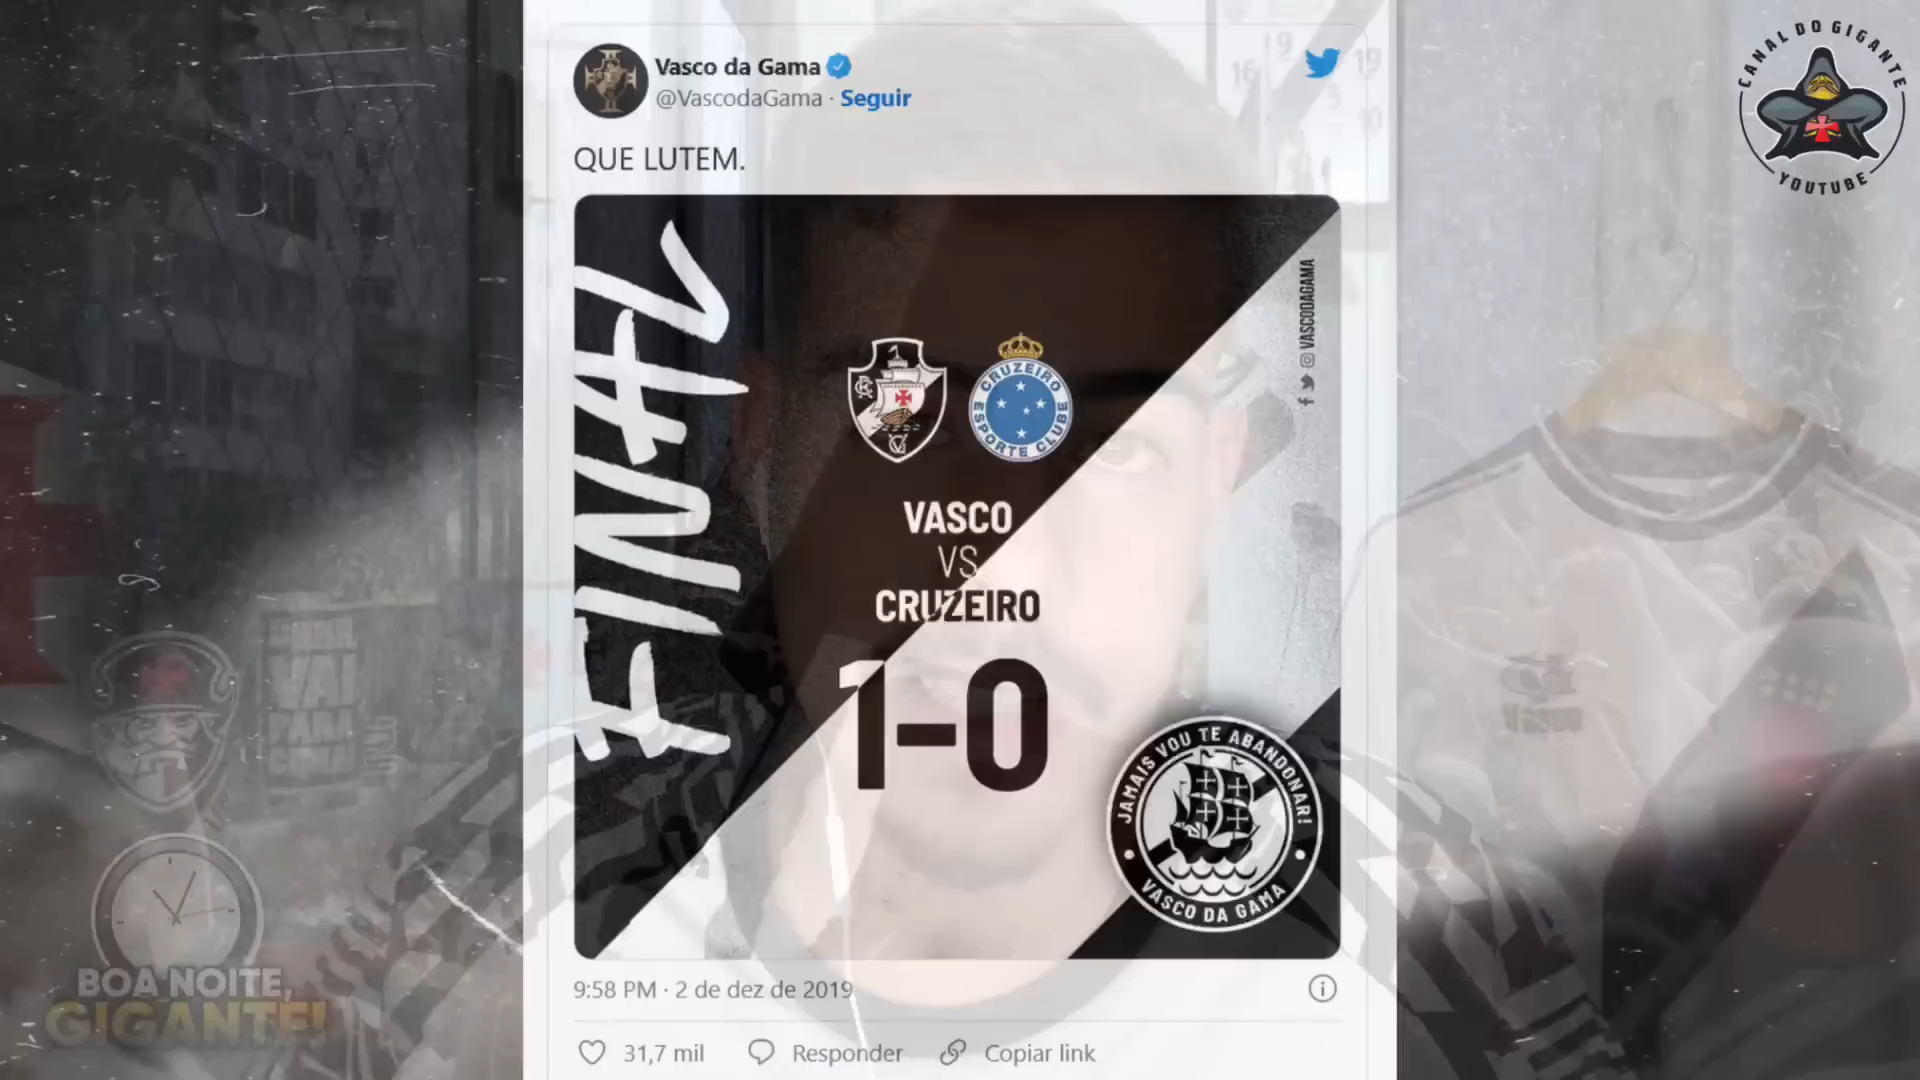 Vasco da Gama
@VascodaGama · Seguir
QUE LUTEM.
FINAL
f VASCODAGAMA
CRUZEIRO ESPORTE CLUBE
VASCO
VS
CRUZEIRO
1-0
JAMAIS VOU TE ABANDONAR!
VASCO DA GAMA
9:58 PM · 2 de dez de 2019
31,7 mil
Responder
Copiar link
CANAL DO GIGANTE
YOUTUBE
BOA NOITE,
GIGANTE!